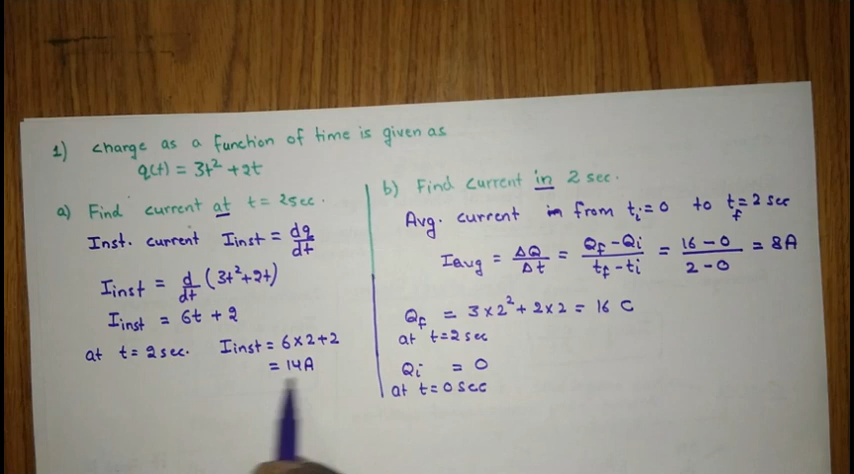 1) Charge as a function of time is given as
q(t) = 3t² + 2t
a) Find current at t = 2sec.
Inst. current Iinst = dq/dt
Iinst = d/dt (3t²+2t)
Iinst = 6t + 2
at t = 2sec. Iinst = 6×2+2
= 14A
b) Find current in 2 sec.
Avg. current from ti=0 to tf=2 sec
Iavg = ΔQ/Δt = Qf-Qi/tf-ti = 16-0/2-0 = 8A
Qf = 3×2²+2×2 = 16 C
at t=2sec
Qi = 0
at t=0sec